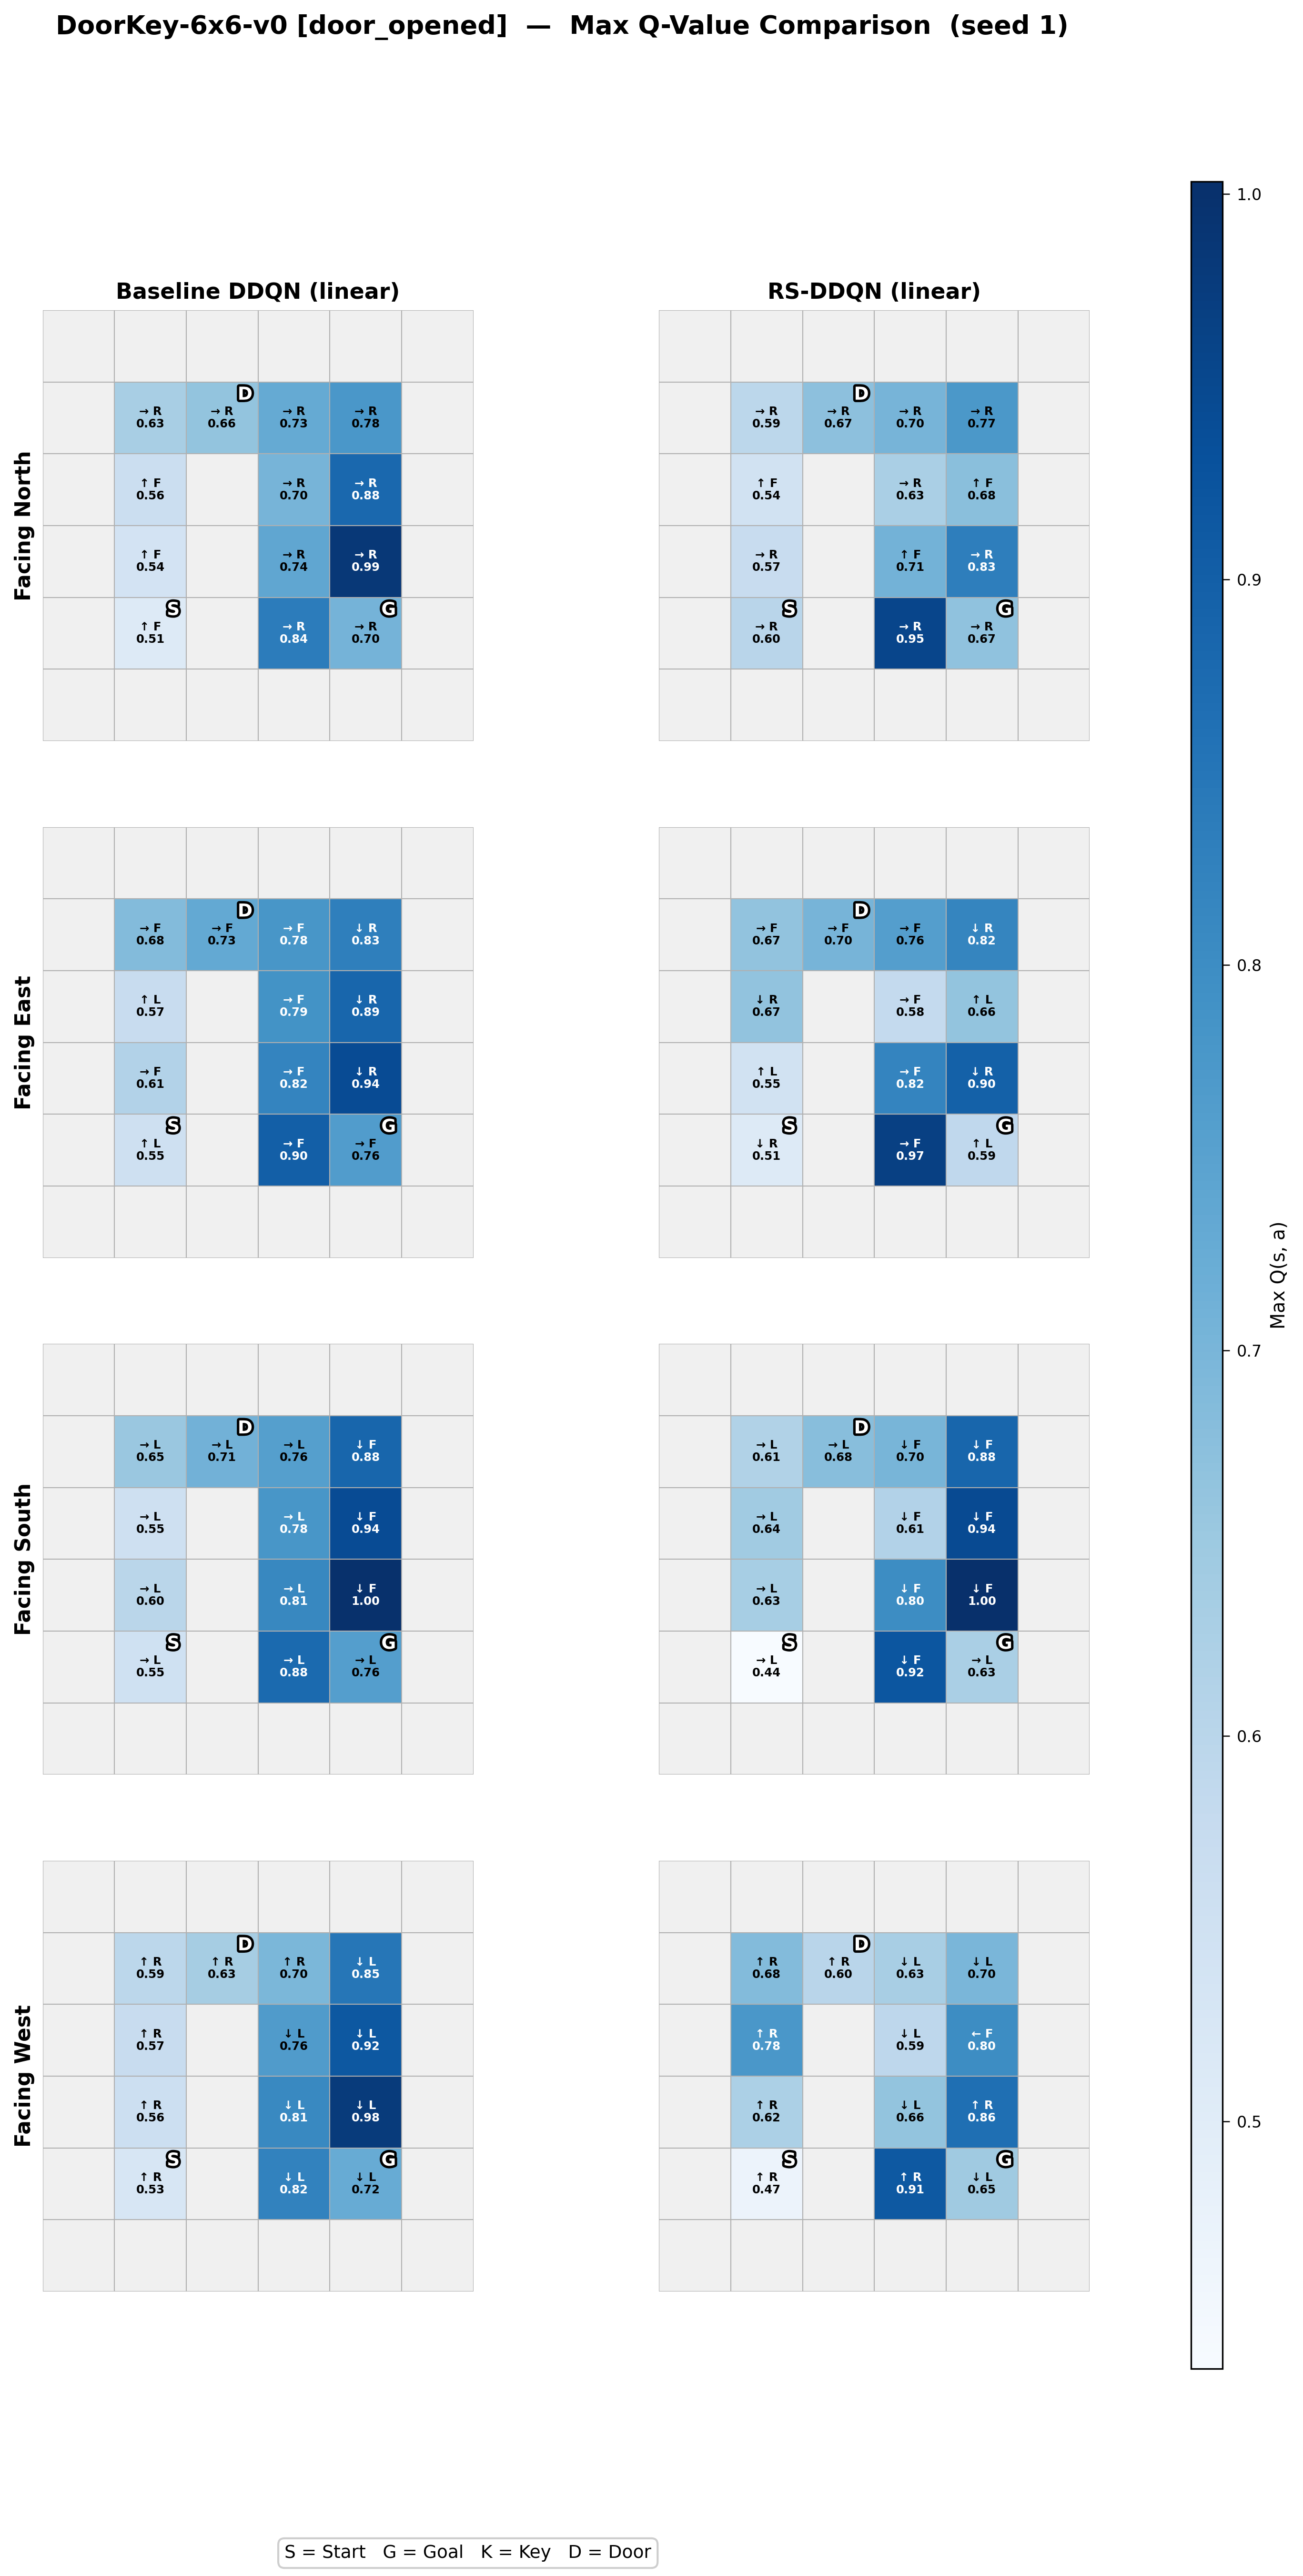 DoorKey-6x6-v0 [door_opened] — Max Q-Value Comparison (seed 1)
Baseline DDQN (linear)
RS-DDQN (linear)
Facing North
D
→ R → R → R → R
0.63 0.66 0.73 0.78
↑ F → R → R
0.56 0.70 0.88
↑ F → R → R
0.54 0.74 0.99
S G
↑ F → R → R
0.51 0.84 0.70
D
→ R → R → R → R
0.59 0.67 0.70 0.77
↑ F → R ↑ F
0.54 0.63 0.68
→ R ↑ F → R
0.57 0.71 0.83
S G
→ R → R → R
0.60 0.95 0.67
Facing East
D
→ F → F → F ↓ R
0.68 0.73 0.78 0.83
↑ L → F ↓ R
0.57 0.79 0.89
→ F → F ↓ R
0.61 0.82 0.94
S G
↑ L → F → F
0.55 0.90 0.76
D
→ F → F → F ↓ R
0.67 0.70 0.76 0.82
↓ R → F ↑ L
0.67 0.58 0.66
↑ L → F ↓ R
0.55 0.82 0.90
S G
↓ R → F ↑ L
0.51 0.97 0.59
Facing South
D
→ L → L → L ↓ F
0.65 0.71 0.76 0.88
→ L → L ↓ F
0.55 0.78 0.94
→ L → L ↓ F
0.60 0.81 1.00
S G
→ L → L → L
0.55 0.88 0.76
D
→ L → L ↓ F ↓ F
0.61 0.68 0.70 0.88
→ L ↓ F ↓ F
0.64 0.61 0.94
→ L ↓ F ↓ F
0.63 0.80 1.00
S G
→ L ↓ F → L
0.44 0.92 0.63
Facing West
D
↑ R ↑ R ↑ R ↓ L
0.59 0.63 0.70 0.85
↑ R ↓ L ↓ L
0.57 0.76 0.92
↑ R ↓ L ↓ L
0.56 0.81 0.98
S G
↑ R ↓ L ↓ L
0.53 0.82 0.72
D
↑ R ↑ R ↓ L ↓ L
0.68 0.60 0.63 0.70
↑ R ↓ L ← F
0.78 0.59 0.80
↑ R ↓ L ↑ R
0.62 0.66 0.86
S G
↑ R ↑ R ↓ L
0.47 0.91 0.65
1.0
0.9
0.8
0.7
0.6
0.5
Max Q(s, a)
S = Start G = Goal K = Key D = Door